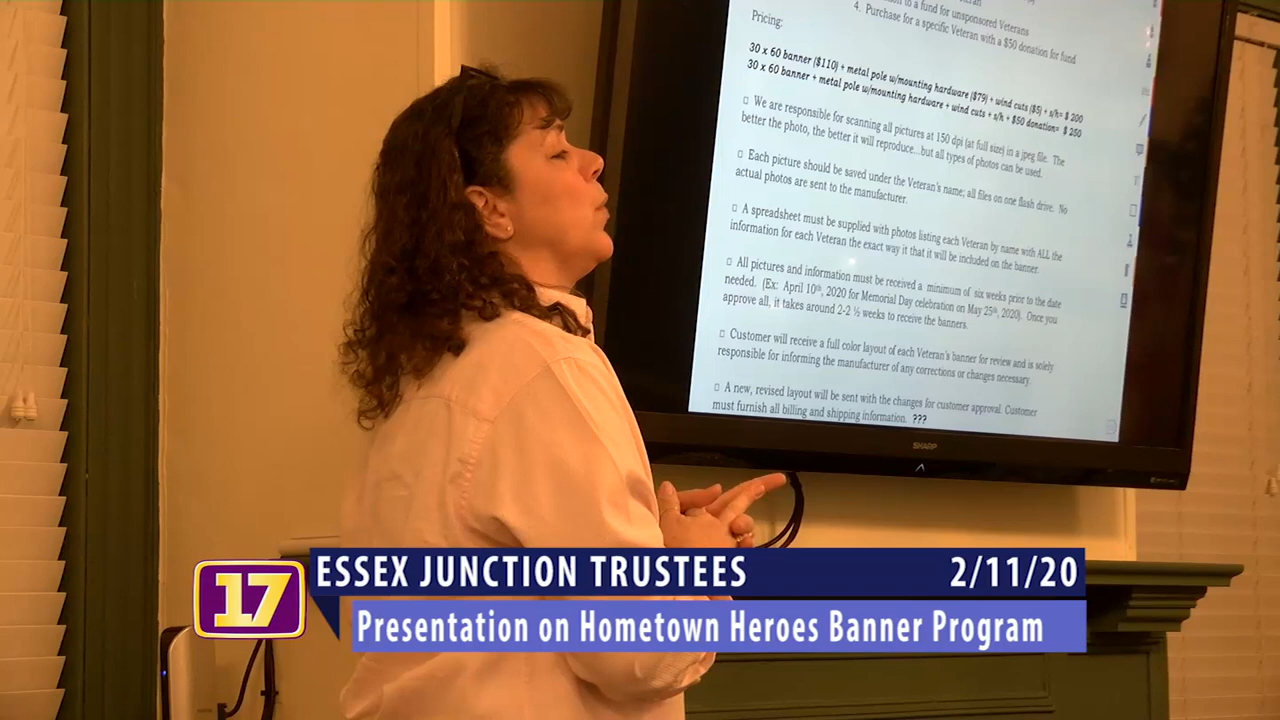 to a fund for unsponsored Veterans
4. Purchase for a specific Veteran with a $50 donation for fund
Pricing:
30 x 60 banner ($110) + metal pole w/mounting hardware ($79) + wind cuts ($5) + s/h= $ 200
30 x 60 banner + metal pole w/mounting hardware + wind cuts + s/h + $50 donation= $ 250
□ We are responsible for scanning all pictures at 150 dpi (at full size) in a jpeg file. The
better the photo, the better it will reproduce...but all types of photos can be used.
□ Each picture should be saved under the Veteran's name; all files on one flash drive. No
actual photos are sent to the manufacturer.
□ A spreadsheet must be supplied with photos listing each Veteran by name with ALL the
information for each Veteran the exact way it that it will be included on the banner.
□ All pictures and information must be received a minimum of six weeks prior to the date
needed. (Ex: April 10th, 2020 for Memorial Day celebration on May 25th, 2020). Once you
approve all, it takes around 2-2 ½ weeks to receive the banners.
□ Customer will receive a full color layout of each Veteran's banner for review and is solely
responsible for informing the manufacturer of any corrections or changes necessary.
□ A new, revised layout will be sent with the changes for customer approval. Customer
must furnish all billing and shipping information. ???
SHARP
17
ESSEX JUNCTION TRUSTEES 2/11/20
Presentation on Hometown Heroes Banner Program